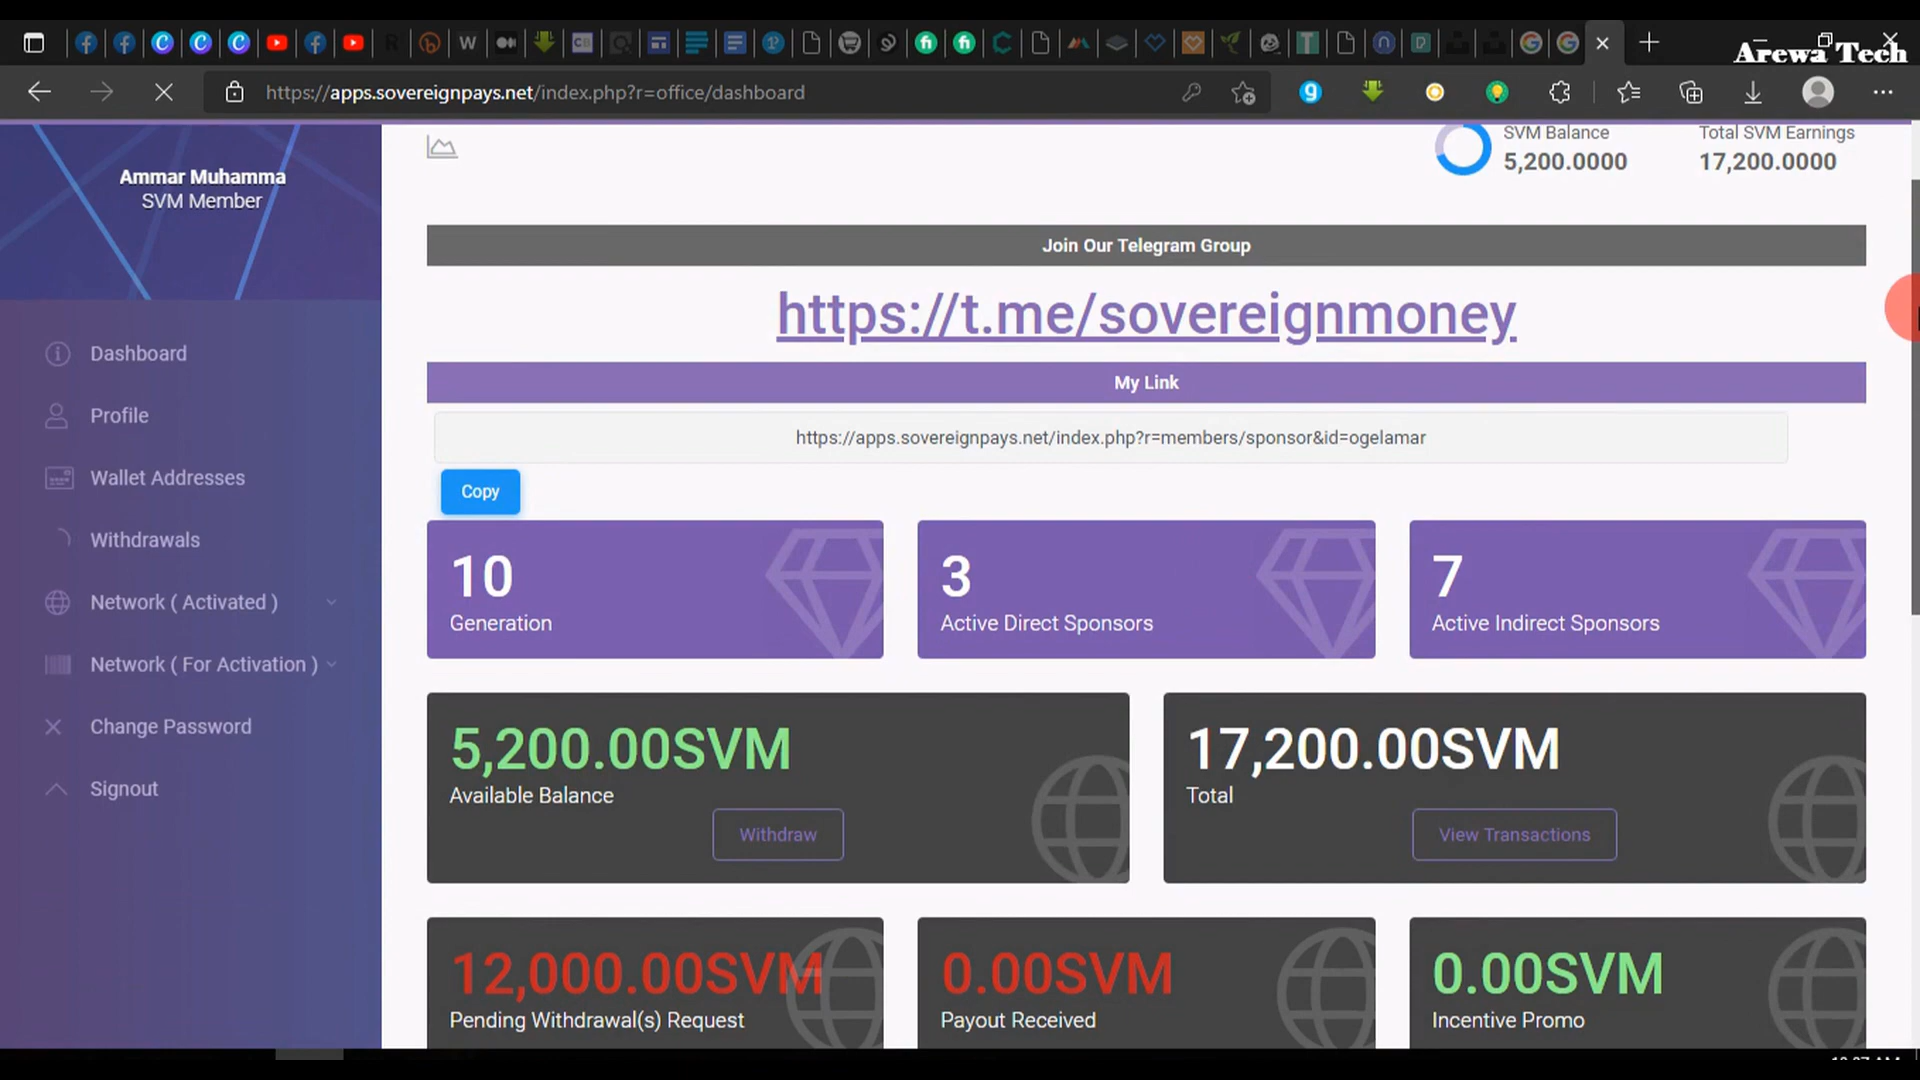 Arewa Tech
https://apps.sovereignpays.net/index.php?r=office/dashboard
Ammar Muhamma
SVM Member
Dashboard
Profile
Wallet Addresses
Withdrawals
Network ( Activated )
Network ( For Activation )
Change Password
Signout
SVM Balance
5,200.0000
Total SVM Earnings
17,200.0000
Join Our Telegram Group
https://t.me/sovereignmoney
My Link
https://apps.sovereignpays.net/index.php?r=members/sponsor&id=ogelamar
Copy
10
Generation
3
Active Direct Sponsors
7
Active Indirect Sponsors
5,200.00SVM
Available Balance
Withdraw
17,200.00SVM
Total
View Transactions
12,000.00SVM
Pending Withdrawal(s) Request
0.00SVM
Payout Received
0.00SVM
Incentive Promo